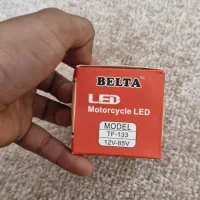 BELTA
LED
Motorcycle LED
MODEL
TF-133
12V-85V